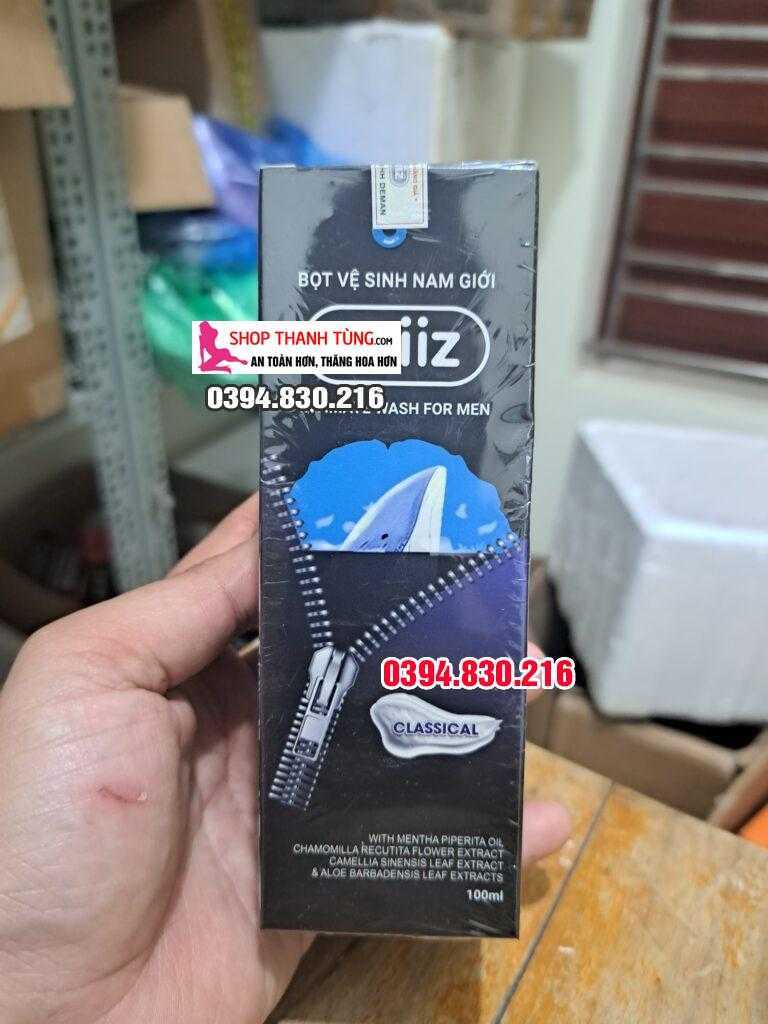 HH DEMAN
BỌT VỆ SINH NAM GIỚI
SHOP THANH TÙNG.COM
AN TOÀN HƠN, THĂNG HOA HƠN
iiz
0394.830.216
WASH FOR MEN
0394.830.216
CLASSICAL
WITH MENTHA PIPERITA OIL
CHAMOMILLA RECUTITA FLOWER EXTRACT
CAMELLIA SINENSIS LEAF EXTRACT
& ALOE BARBADENSIS LEAF EXTRACTS
100ml